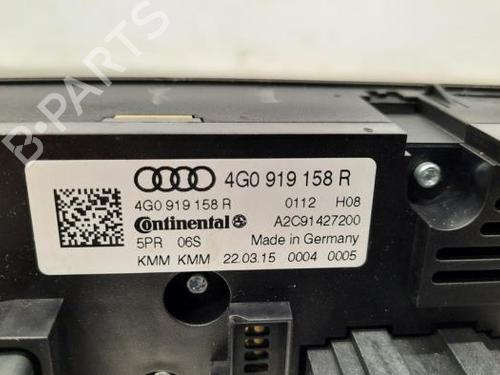 4G0 919 158 R
4G0 919 158 R 0112 H08
Continental A2C91427200
5PR 06S Made in Germany
KMM KMM 22.03.15 0004 0005
B-PARTS